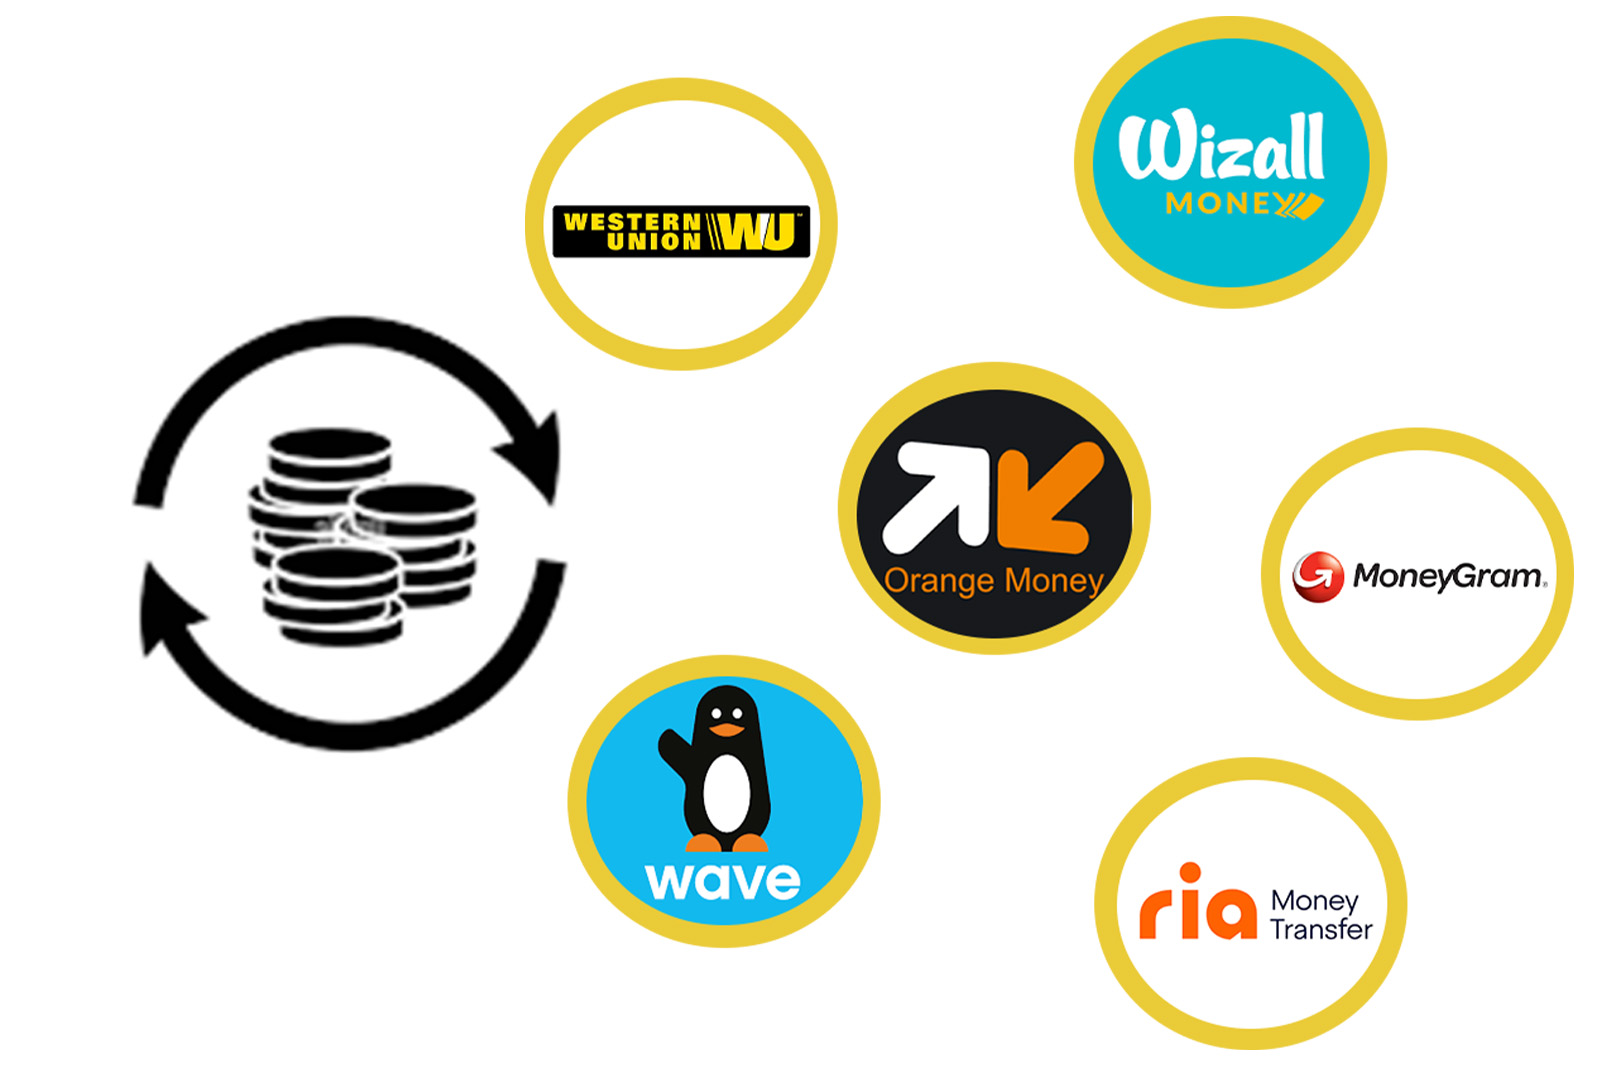 WESTERN
UNION WU
Wizall
MONEY
Orange Money
MoneyGram
wave
ria Money
Transfer